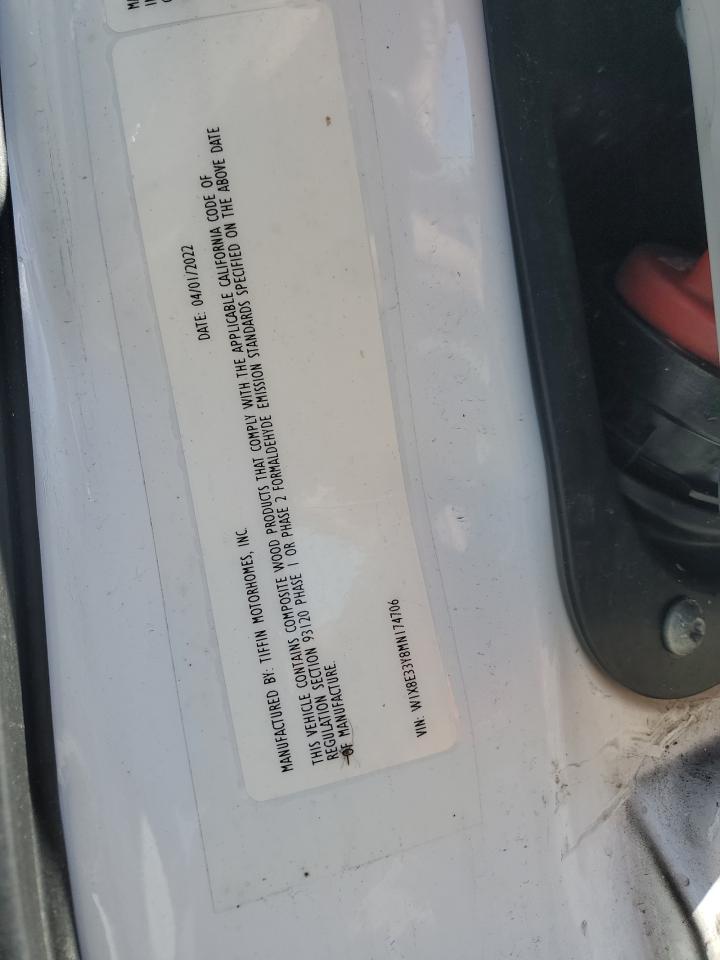 MANUFACTURED BY: TIFFIN MOTORHOMES, INC. DATE: 04/01/2022
THIS VEHICLE CONTAINS COMPOSITE WOOD PRODUCTS THAT COMPLY WITH THE APPLICABLE CALIFORNIA CODE OF
REGULATION SECTION 93120 PHASE 1 OR PHASE 2 FORMALDEHYDE EMISSION STANDARDS SPECIFIED ON THE ABOVE DATE
OF MANUFACTURE.
VIN: W1X8E33Y8MN174706